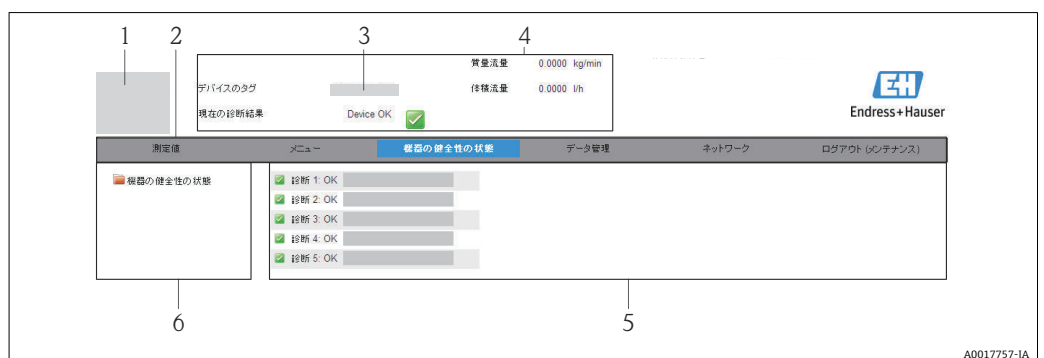 1 2 3 4
質量流量 0.0000 kg/min
デバイスのタグ 体積流量 0.0000 l/h
現在の診断結果 Device OK
EH
Endress+Hauser
測定値 メニュー 機器の健全性の状態 データ管理 ネットワーク ログアウト (メンテナンス)
機器の健全性の状態 診断 1: OK
診断 2: OK
診断 3: OK
診断 4: OK
診断 5: OK
6 5
A0017757-JA